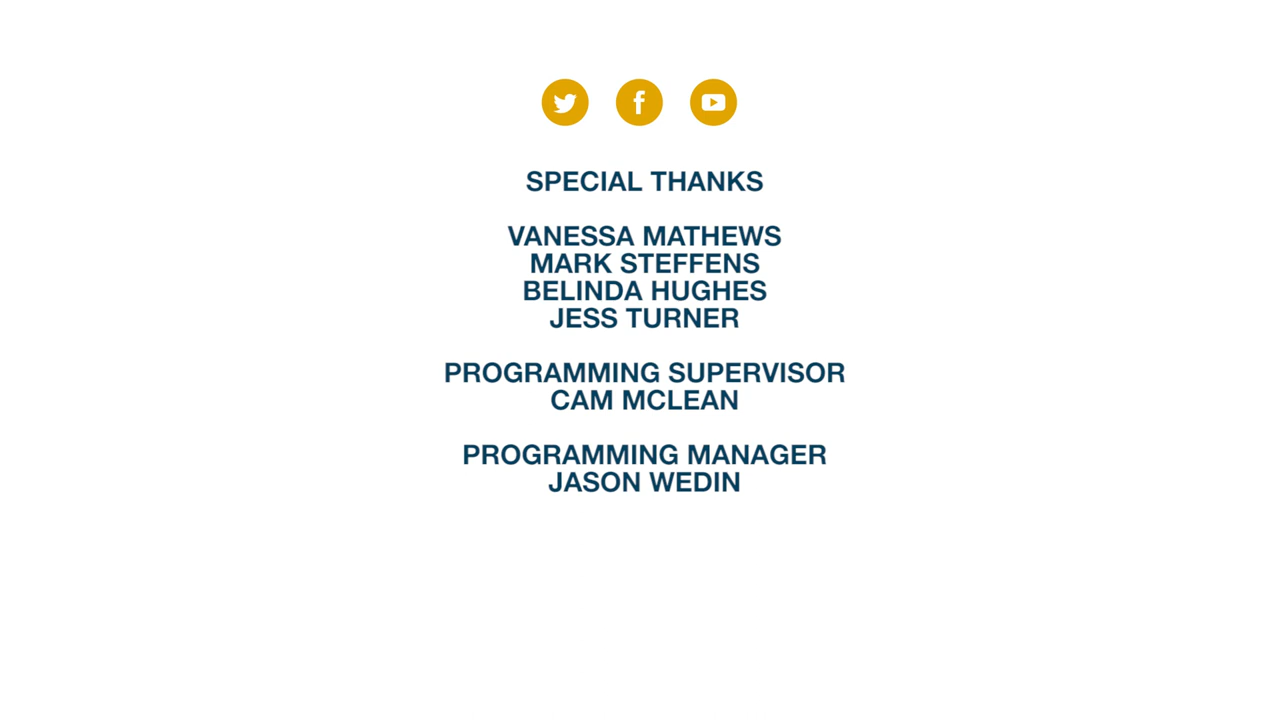 SPECIAL THANKS
VANESSA MATHEWS
MARK STEFFENS
BELINDA HUGHES
JESS TURNER
PROGRAMMING SUPERVISOR
CAM MCLEAN
PROGRAMMING MANAGER
JASON WEDIN